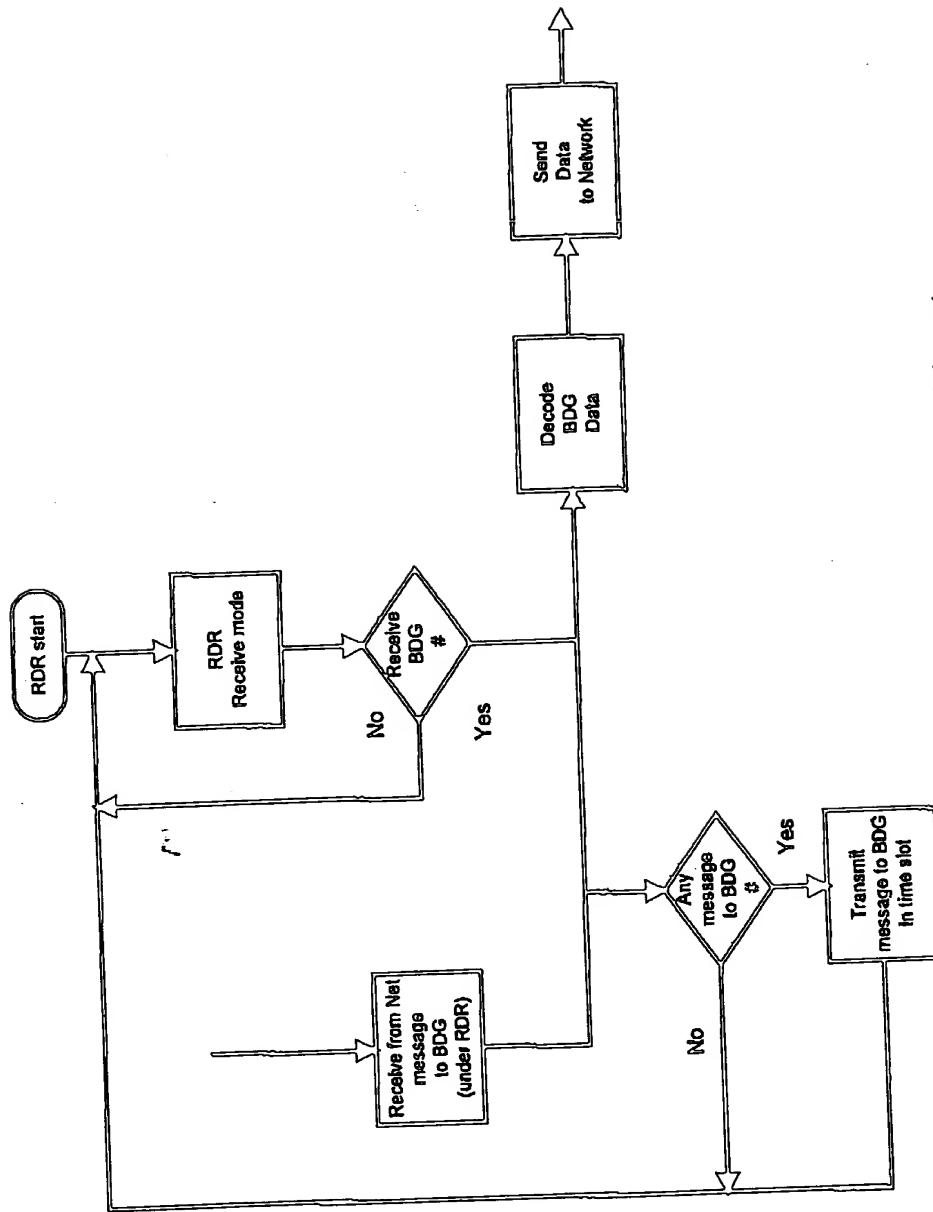 RDR start
RDR
Receive mode
Receive
BDG
#
No
Yes
Decode
BDG
Data
Send
Data
to Network
Receive from Net
message
to BDG
(under RDR)
Any
message
to BDG
#
No
Yes
Transmit
message to BDG
in time slot